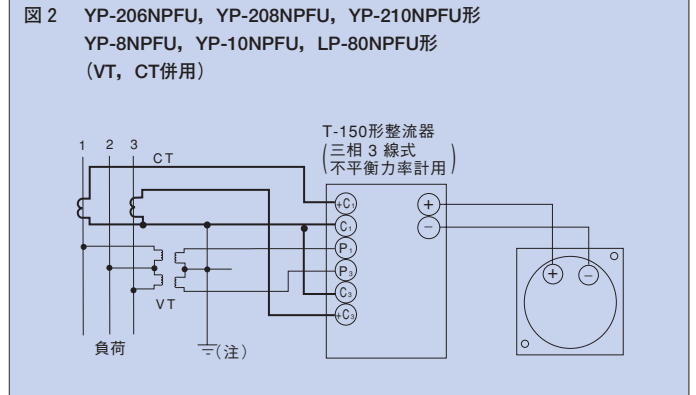 図2 YP-206NPFU, YP-208NPFU, YP-210NPFU形
YP-8NPFU, YP-10NPFU, LP-80NPFU形
(VT, CT併用)
T-150形整流器
(三相3線式
不平衡力率計用)
1 2 3
CT
+C₁
C₁
P₁
P₃
C₃
+C₃
+
−
+ −
VT
負荷
(注)